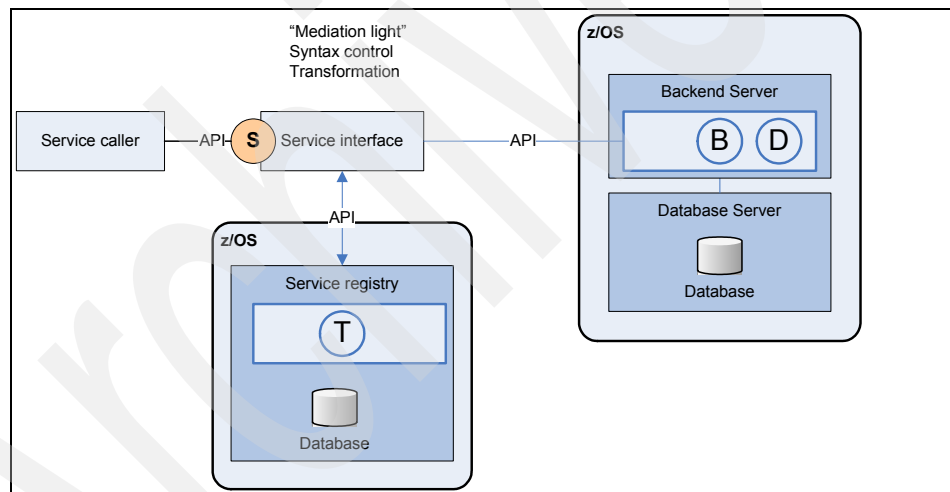 “Mediation light”
Syntax control
Transformation
z/OS
Backend Server
B D
Service caller
API
S
Service interface
API
Database Server
Database
API
z/OS
Service registry
T
Database